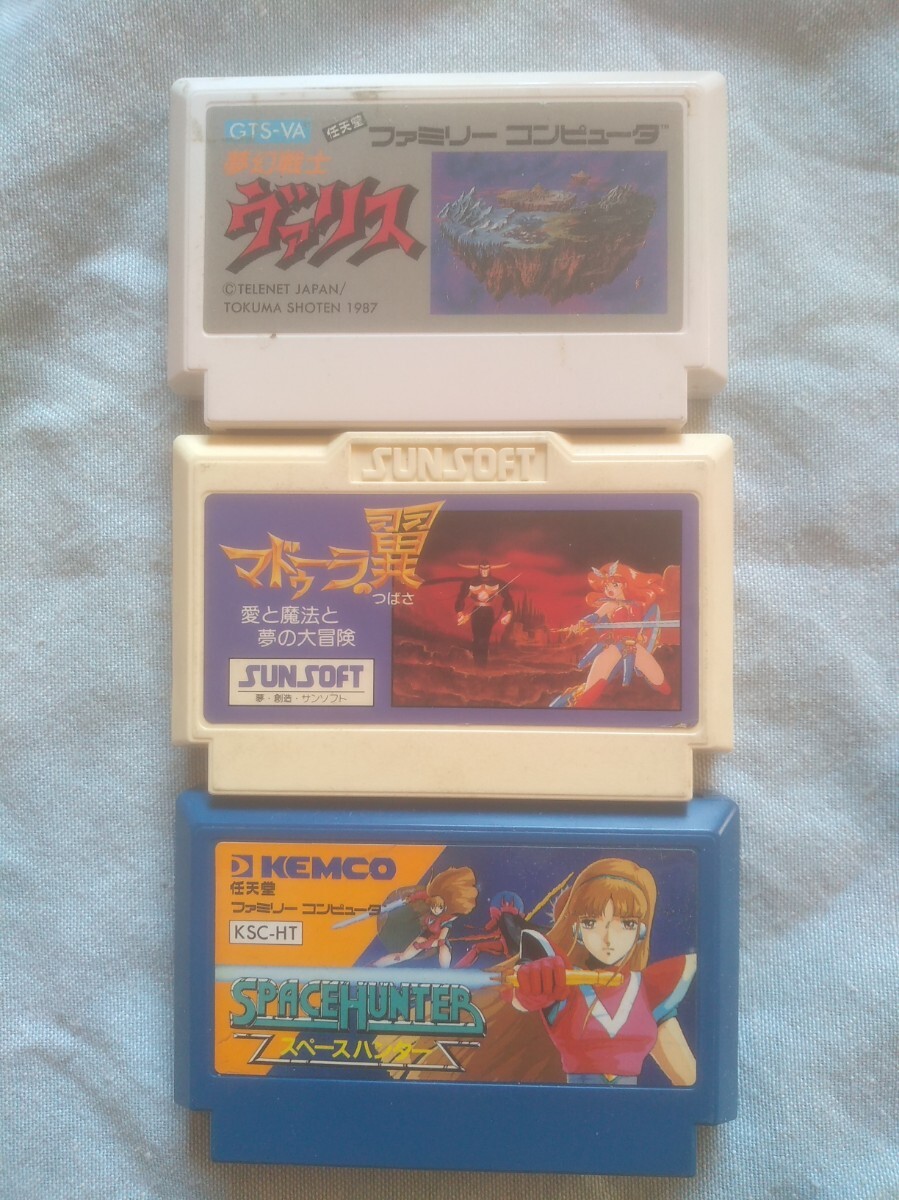 GTS-VA
任天堂 ファミリー コンピュータ™
夢幻戦士
ヴァリス
©TELENET JAPAN/
TOKUMA SHOTEN 1987
SUNSOFT
マドゥーラの翼
つばさ
愛と魔法と
夢の大冒険
SUNSOFT
夢・創造・サンソフト
KEMCO
任天堂
ファミリー コンピュータ
KSC-HT
SPACE HUNTER
スペースハンター